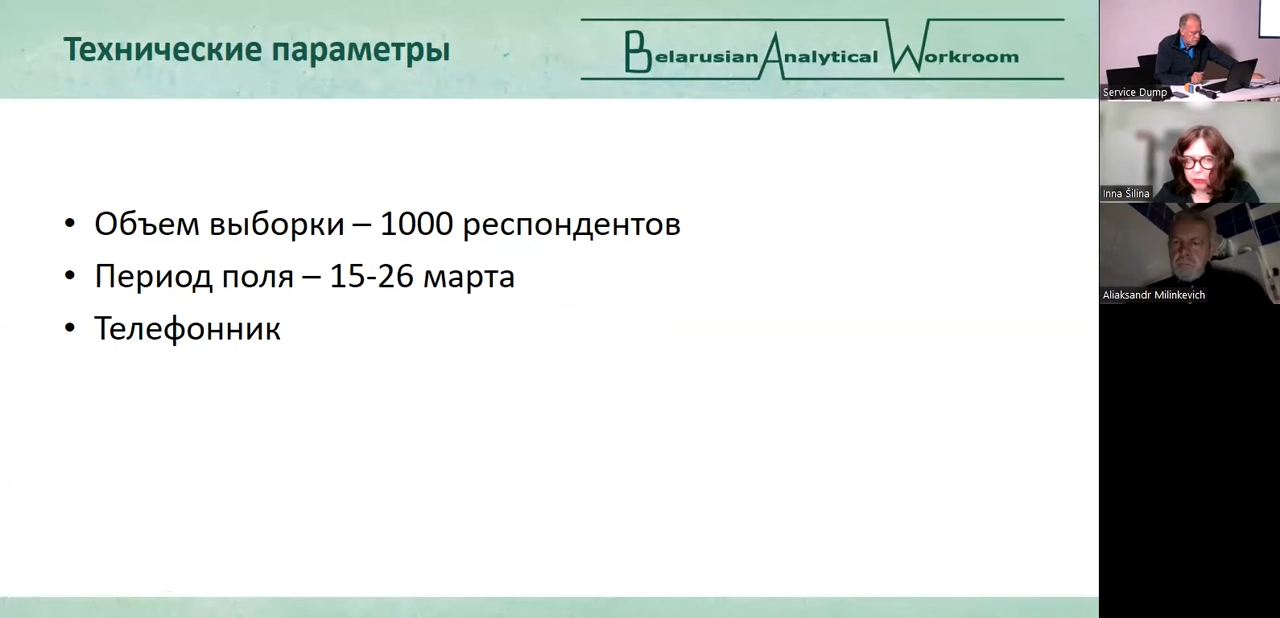 Технические параметры
Belarusian Analytical Workroom
• Объем выборки – 1000 респондентов
• Период поля – 15-26 марта
• Телефонник
Service Dump
Inna Šilina
Aliaksandr Milinkevich